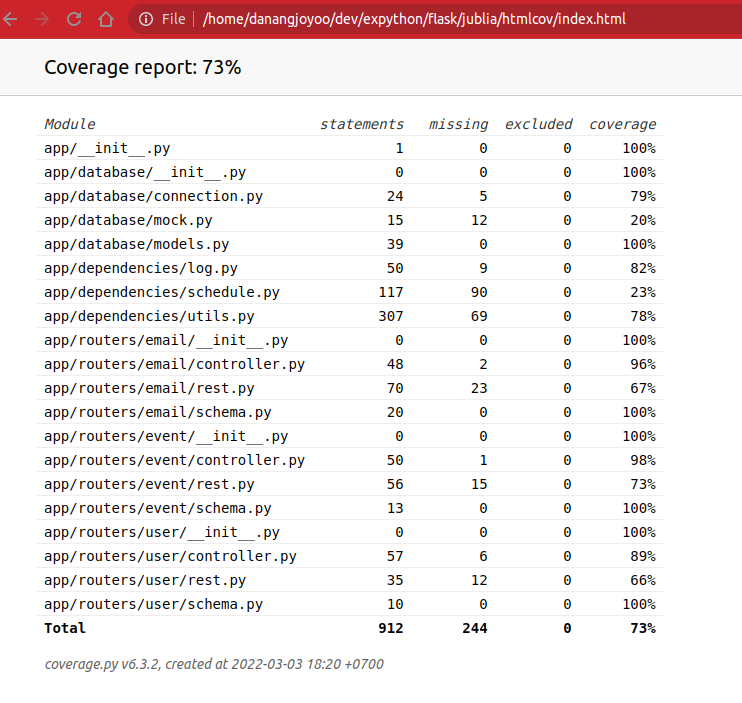 File /home/danangjoyoo/dev/expython/flask/jublia/htmlcov/index.html
Coverage report: 73%
Module statements missing excluded coverage
app/__init__.py 1 0 0 100%
app/database/__init__.py 0 0 0 100%
app/database/connection.py 24 5 0 79%
app/database/mock.py 15 12 0 20%
app/database/models.py 39 0 0 100%
app/dependencies/log.py 50 9 0 82%
app/dependencies/schedule.py 117 90 0 23%
app/dependencies/utils.py 307 69 0 78%
app/routers/email/__init__.py 0 0 0 100%
app/routers/email/controller.py 48 2 0 96%
app/routers/email/rest.py 70 23 0 67%
app/routers/email/schema.py 20 0 0 100%
app/routers/event/__init__.py 0 0 0 100%
app/routers/event/controller.py 50 1 0 98%
app/routers/event/rest.py 56 15 0 73%
app/routers/event/schema.py 13 0 0 100%
app/routers/user/__init__.py 0 0 0 100%
app/routers/user/controller.py 57 6 0 89%
app/routers/user/rest.py 35 12 0 66%
app/routers/user/schema.py 10 0 0 100%
Total 912 244 0 73%
coverage.py v6.3.2, created at 2022-03-03 18:20 +0700